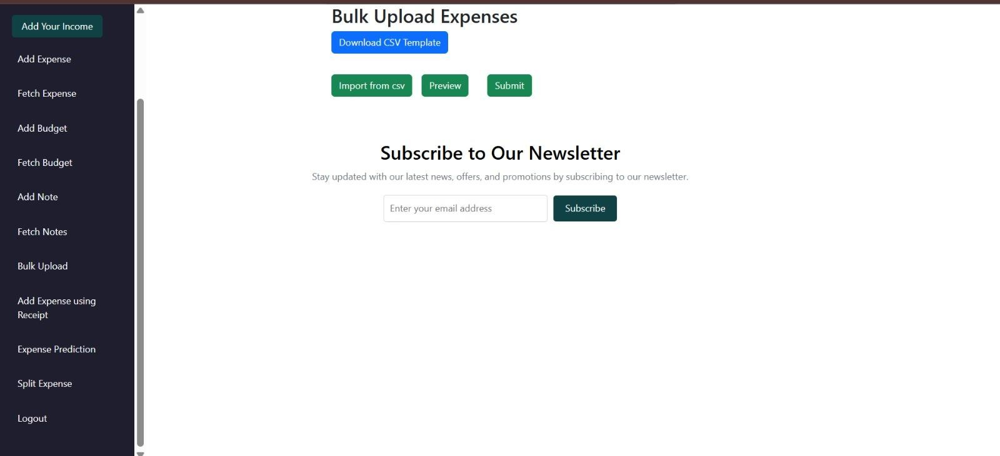 Add Your Income
Add Expense
Fetch Expense
Add Budget
Fetch Budget
Add Note
Fetch Notes
Bulk Upload
Add Expense using
Receipt
Expense Prediction
Split Expense
Logout
Bulk Upload Expenses
Download CSV Template
Import from csv Preview Submit
Subscribe to Our Newsletter
Stay updated with our latest news, offers, and promotions by subscribing to our newsletter.
Enter your email address Subscribe